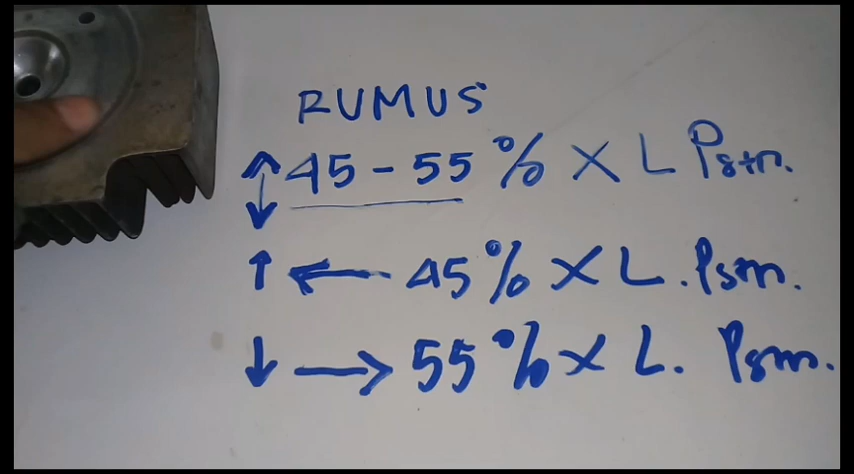 RUMUS
↑↓ 45 - 55 % X L Pstn.
↑ ← 45% X L. Psm.
↓ → 55% X L. Psm.